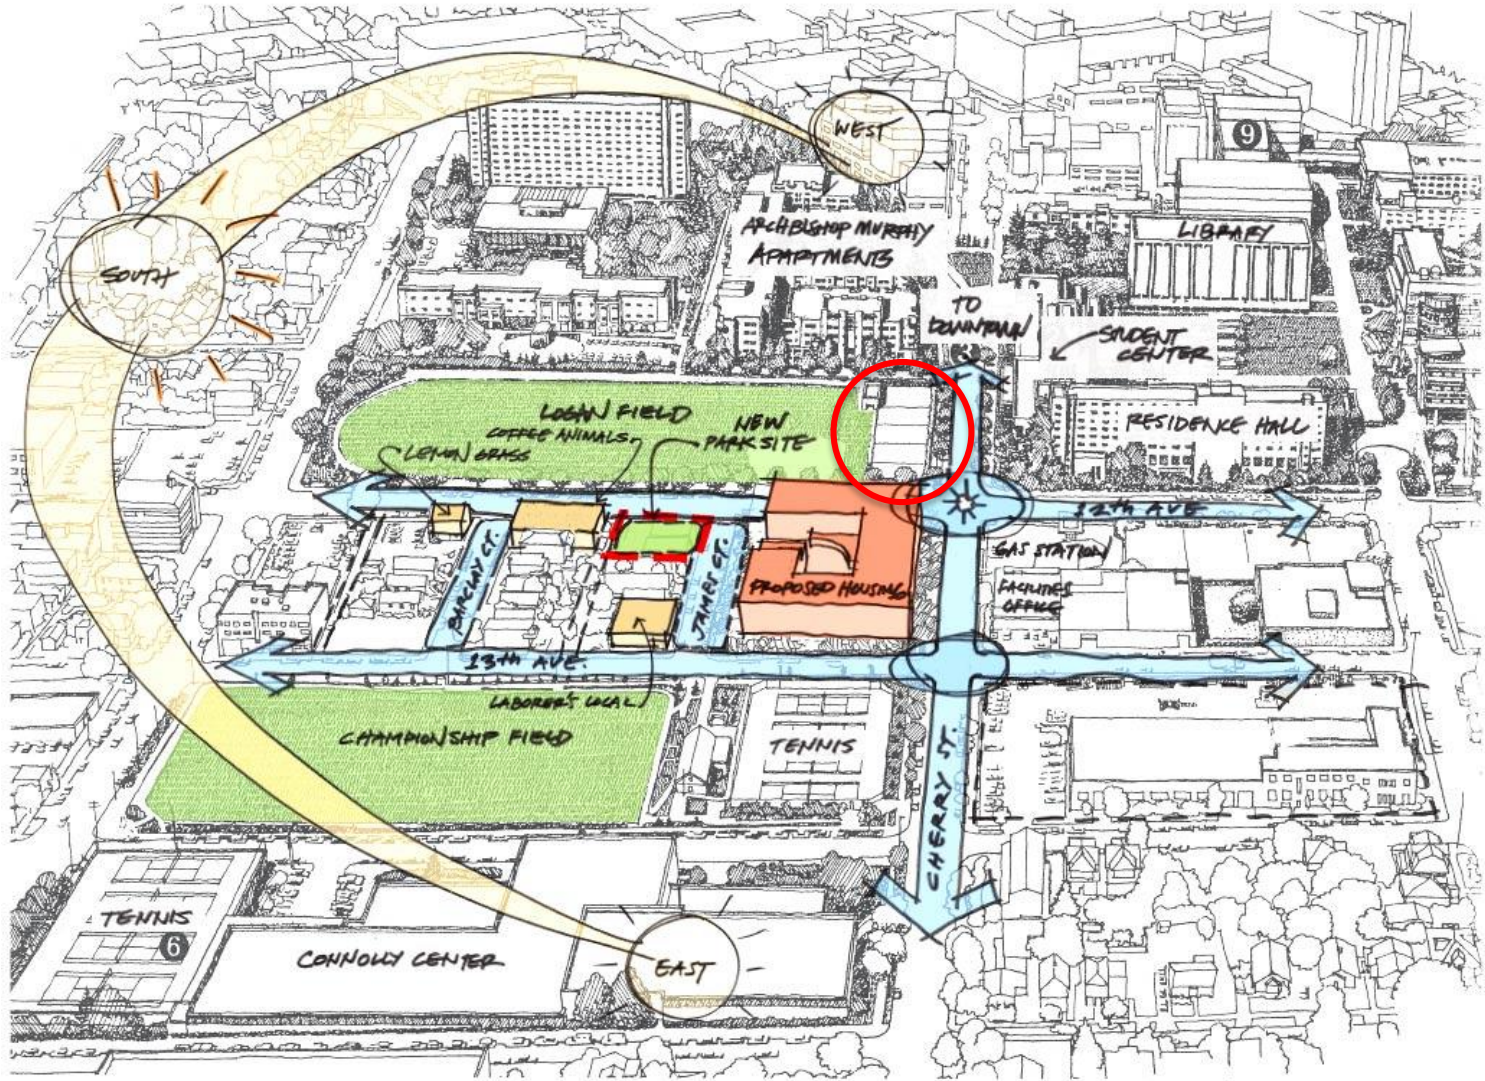 WEST
9
ARCHBISHOP MURPHY
APARTMENTS
LIBRARY
SOUTH
TO
DOWNTOWN
STUDENT
CENTER
LOGAN FIELD
COFFEE ANIMALS
NEW
PARK SITE
LEMON GRASS
RESIDENCE HALL
12th AVE
GAS STATION
BARCLAY CT.
JAMES CT.
PROPOSED HOUSING
FACILITIES
OFFICE
13th AVE.
LABORER'S LOCAL
CHAMPIONSHIP FIELD
TENNIS
CHERRY ST.
TENNIS
6
CONNOLLY CENTER
EAST